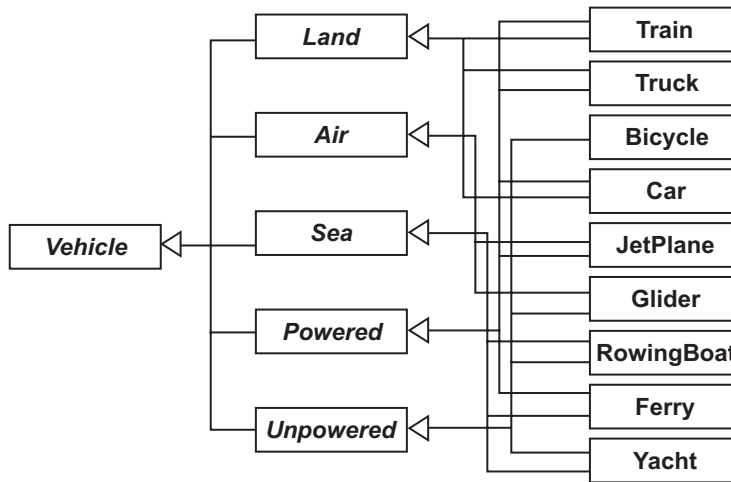 Land
Air
Sea
Vehicle
Powered
Unpowered
Train
Truck
Bicycle
Car
JetPlane
Glider
RowingBoat
Ferry
Yacht